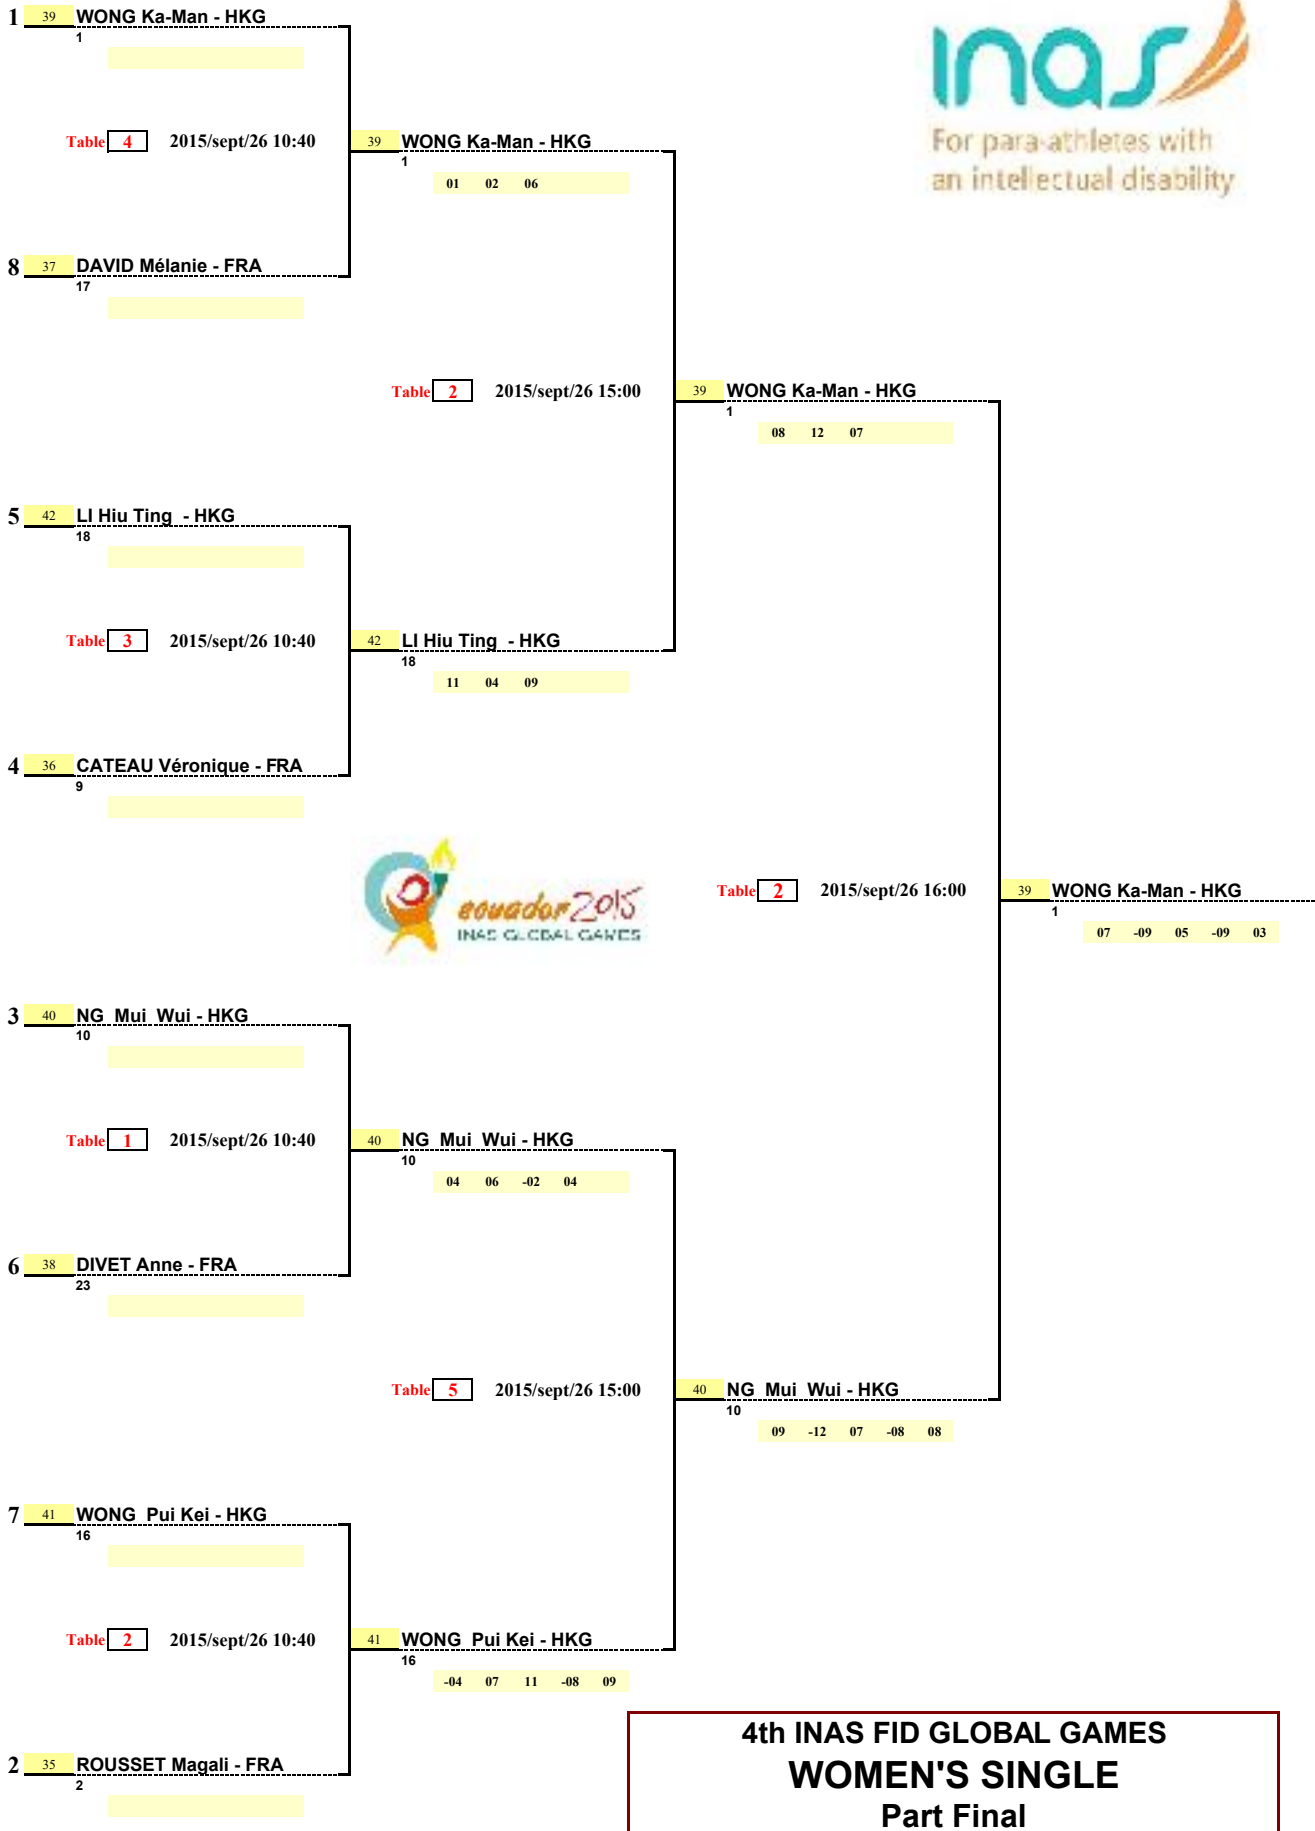 1 39 WONG Ka-Man - HKG
1
inas
For para-athletes with
an intellectual disability
Table 4 2015/sept/26 10:40
39 WONG Ka-Man - HKG
1
01 02 06
8 37 DAVID Mélanie - FRA
17
Table 2 2015/sept/26 15:00
39 WONG Ka-Man - HKG
1
08 12 07
5 42 LI Hiu Ting - HKG
18
Table 3 2015/sept/26 10:40
42 LI Hiu Ting - HKG
18
11 04 09
4 36 CATEAU Véronique - FRA
9
ecuador 2015
INAS GLOBAL GAMES
Table 2 2015/sept/26 16:00
39 WONG Ka-Man - HKG
1
07 -09 05 -09 03
3 40 NG Mui Wui - HKG
10
Table 1 2015/sept/26 10:40
40 NG Mui Wui - HKG
10
04 06 -02 04
6 38 DIVET Anne - FRA
23
Table 5 2015/sept/26 15:00
40 NG Mui Wui - HKG
10
09 -12 07 -08 08
7 41 WONG Pui Kei - HKG
16
Table 2 2015/sept/26 10:40
41 WONG Pui Kei - HKG
16
-04 07 11 -08 09
2 35 ROUSSET Magali - FRA
2
4th INAS FID GLOBAL GAMES
WOMEN'S SINGLE
Part Final